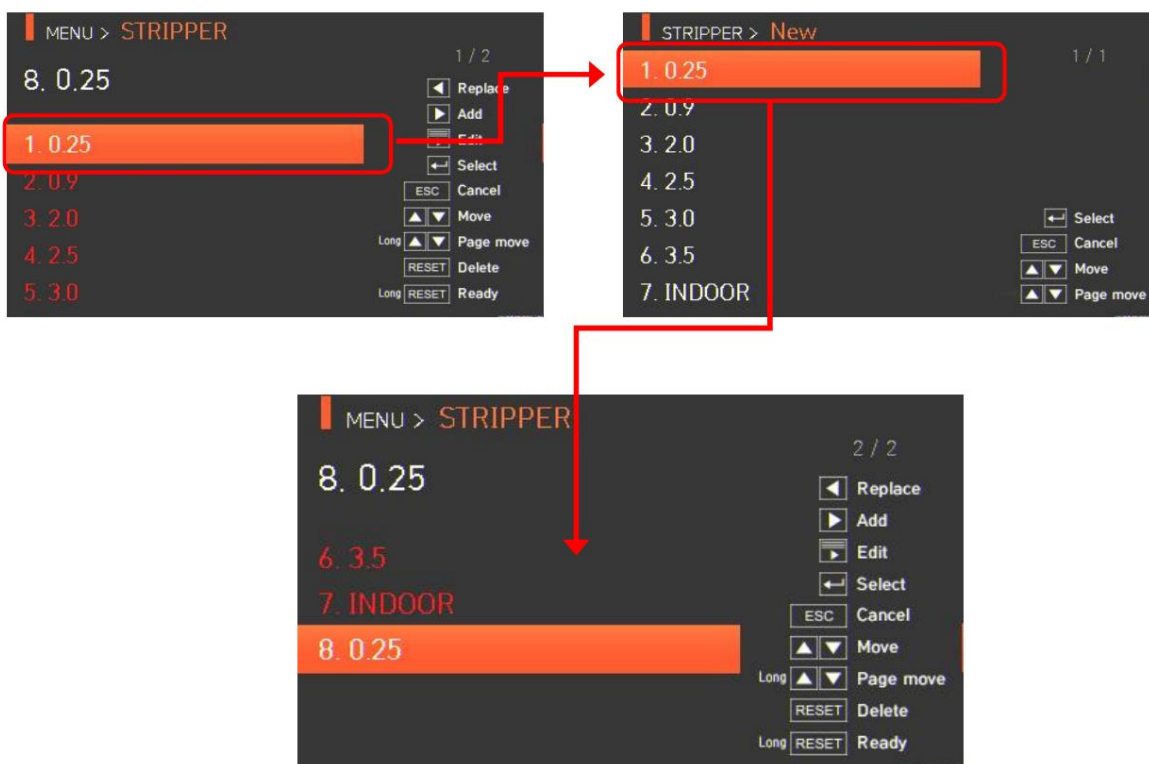 MENU > STRIPPER
1 / 2
8. 0.25
Replace
Add
1. 0.25
Edit
Select
2. 0.9
ESC Cancel
3. 2.0
Move
Long Page move
4. 2.5
RESET Delete
5. 3.0
Long RESET Ready
STRIPPER > New
1 / 1
1. 0.25
2. 0.9
3. 2.0
4. 2.5
5. 3.0
Select
ESC Cancel
6. 3.5
Move
7. INDOOR
Page move
MENU > STRIPPER
2 / 2
8. 0.25
Replace
Add
6. 3.5
Edit
Select
7. INDOOR
ESC Cancel
8. 0.25
Move
Long Page move
RESET Delete
Long RESET Ready